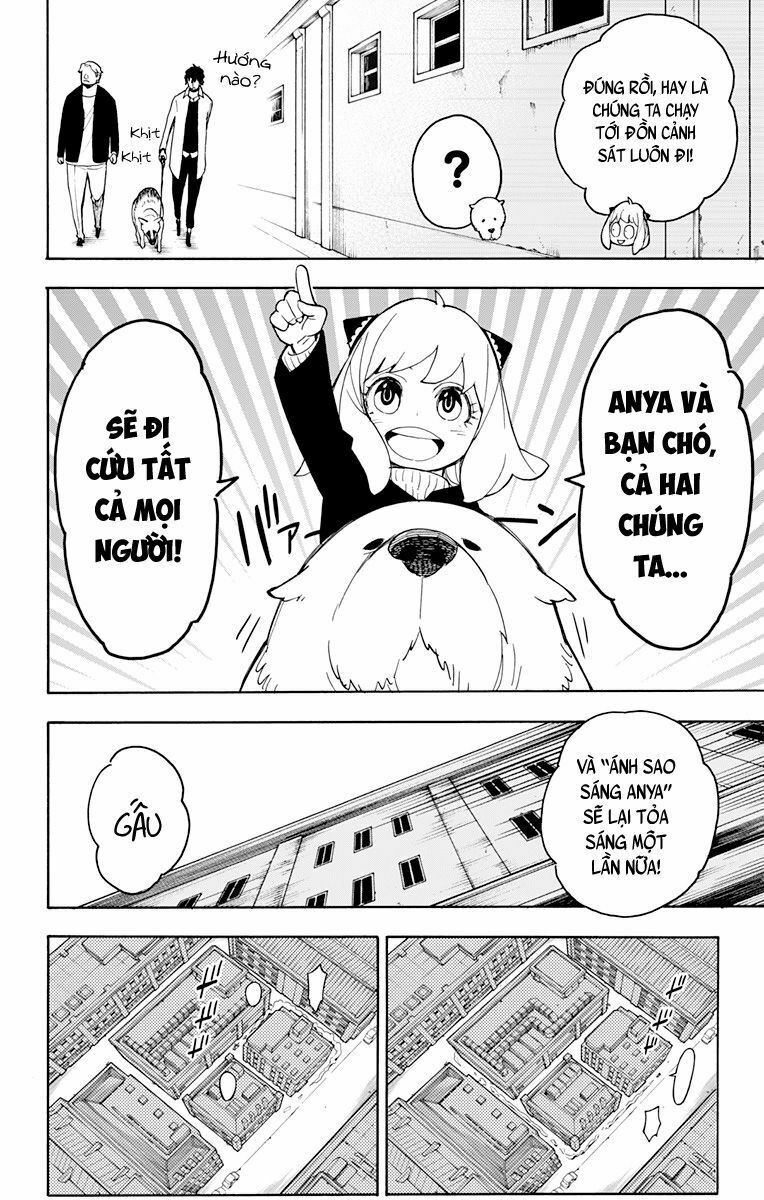 ĐÚNG RỒI, HAY LÀ
CHÚNG TA CHẠY
TỚI ĐỒN CẢNH
SÁT LUÔN ĐI!
?
Hướng
nào?
Khịt
Khịt
ANYA VÀ
BẠN CHÓ,
CẢ HAI
CHÚNG
TA...
SẼ ĐI
CỨU TẤT
CẢ MỌI
NGƯỜI!
VÀ “ÁNH SAO
SÁNG ANYA”
SẼ LẠI TỎA
SÁNG MỘT
LẦN NỮA!
GẤU